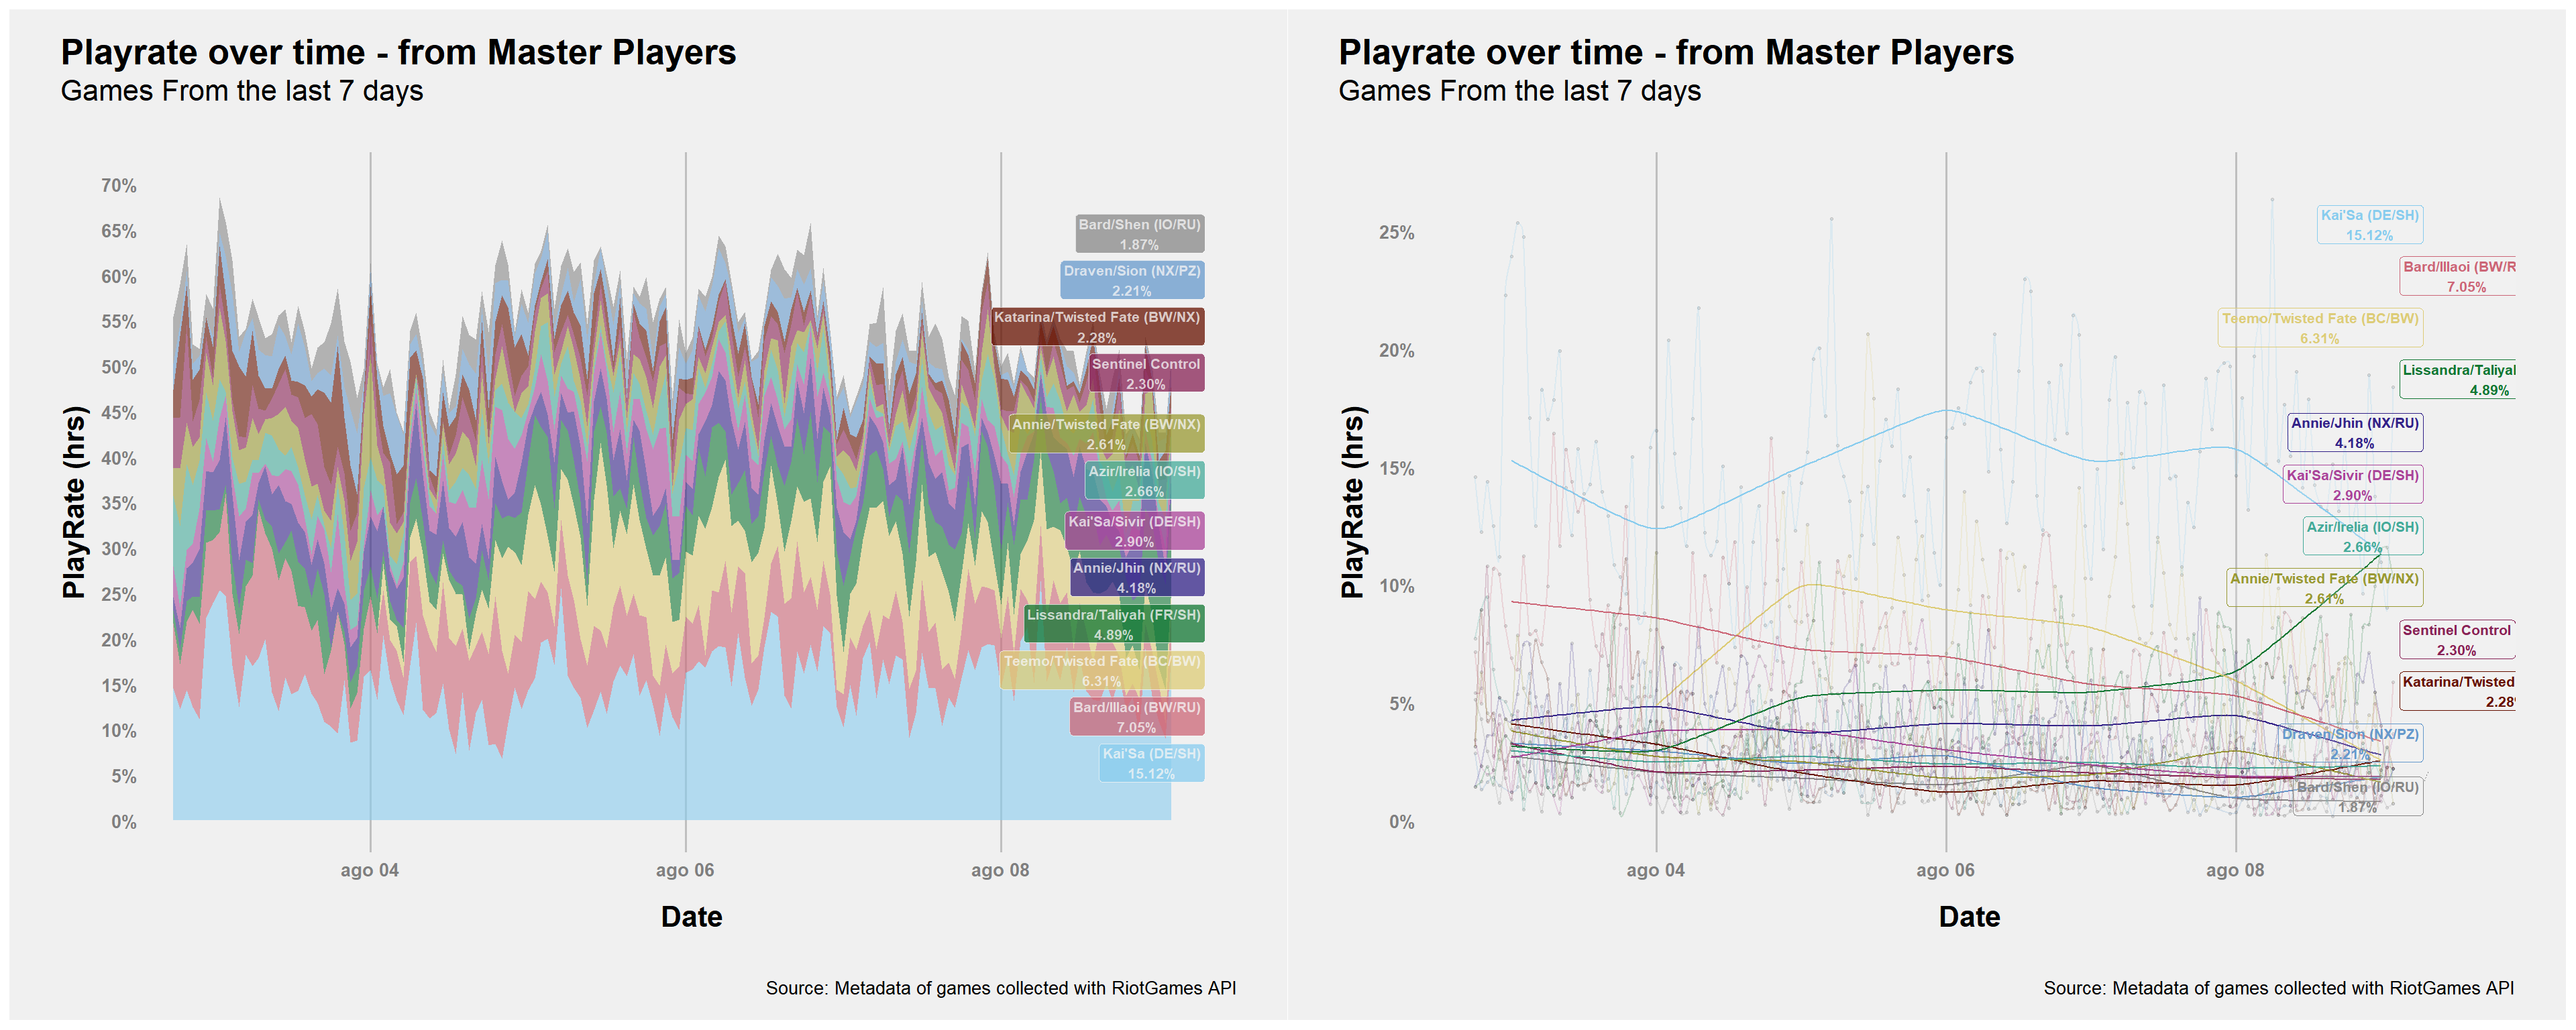 Playrate over time - from Master Players
Games From the last 7 days
PlayRate (hrs)
70%
65%
60%
55%
50%
45%
40%
35%
30%
25%
20%
15%
10%
5%
0%
Bard/Shen (IO/RU)
1.87%
Draven/Sion (NX/PZ)
2.21%
Katarina/Twisted Fate (BW/NX)
2.28%
Sentinel Control
2.30%
Annie/Twisted Fate (BW/NX)
2.61%
Azir/Irelia (IO/SH)
2.66%
Kai'Sa/Sivir (DE/SH)
2.90%
Annie/Jhin (NX/RU)
4.18%
Lissandra/Taliyah (FR/SH)
4.89%
Teemo/Twisted Fate (BC/BW)
6.31%
Bard/Illaoi (BW/RU)
7.05%
Kai'Sa (DE/SH)
15.12%
ago 04
ago 06
ago 08
Date
Source: Metadata of games collected with RiotGames API
Playrate over time - from Master Players
Games From the last 7 days
PlayRate (hrs)
25%
20%
15%
10%
5%
0%
Kai'Sa (DE/SH)
15.12%
Bard/Illaoi (BW/R
7.05%
Teemo/Twisted Fate (BC/BW)
6.31%
Lissandra/Taliyal
4.89%
Annie/Jhin (NX/RU)
4.18%
Kai'Sa/Sivir (DE/SH)
2.90%
Azir/Irelia (IO/SH)
2.66%
Annie/Twisted Fate (BW/NX)
2.61%
Sentinel Control
2.30%
Katarina/Twisted
2.28%
Draven/Sion (NX/PZ)
2.21%
Bard/Shen (IO/RU)
1.87%
ago 04
ago 06
ago 08
Date
Source: Metadata of games collected with RiotGames API